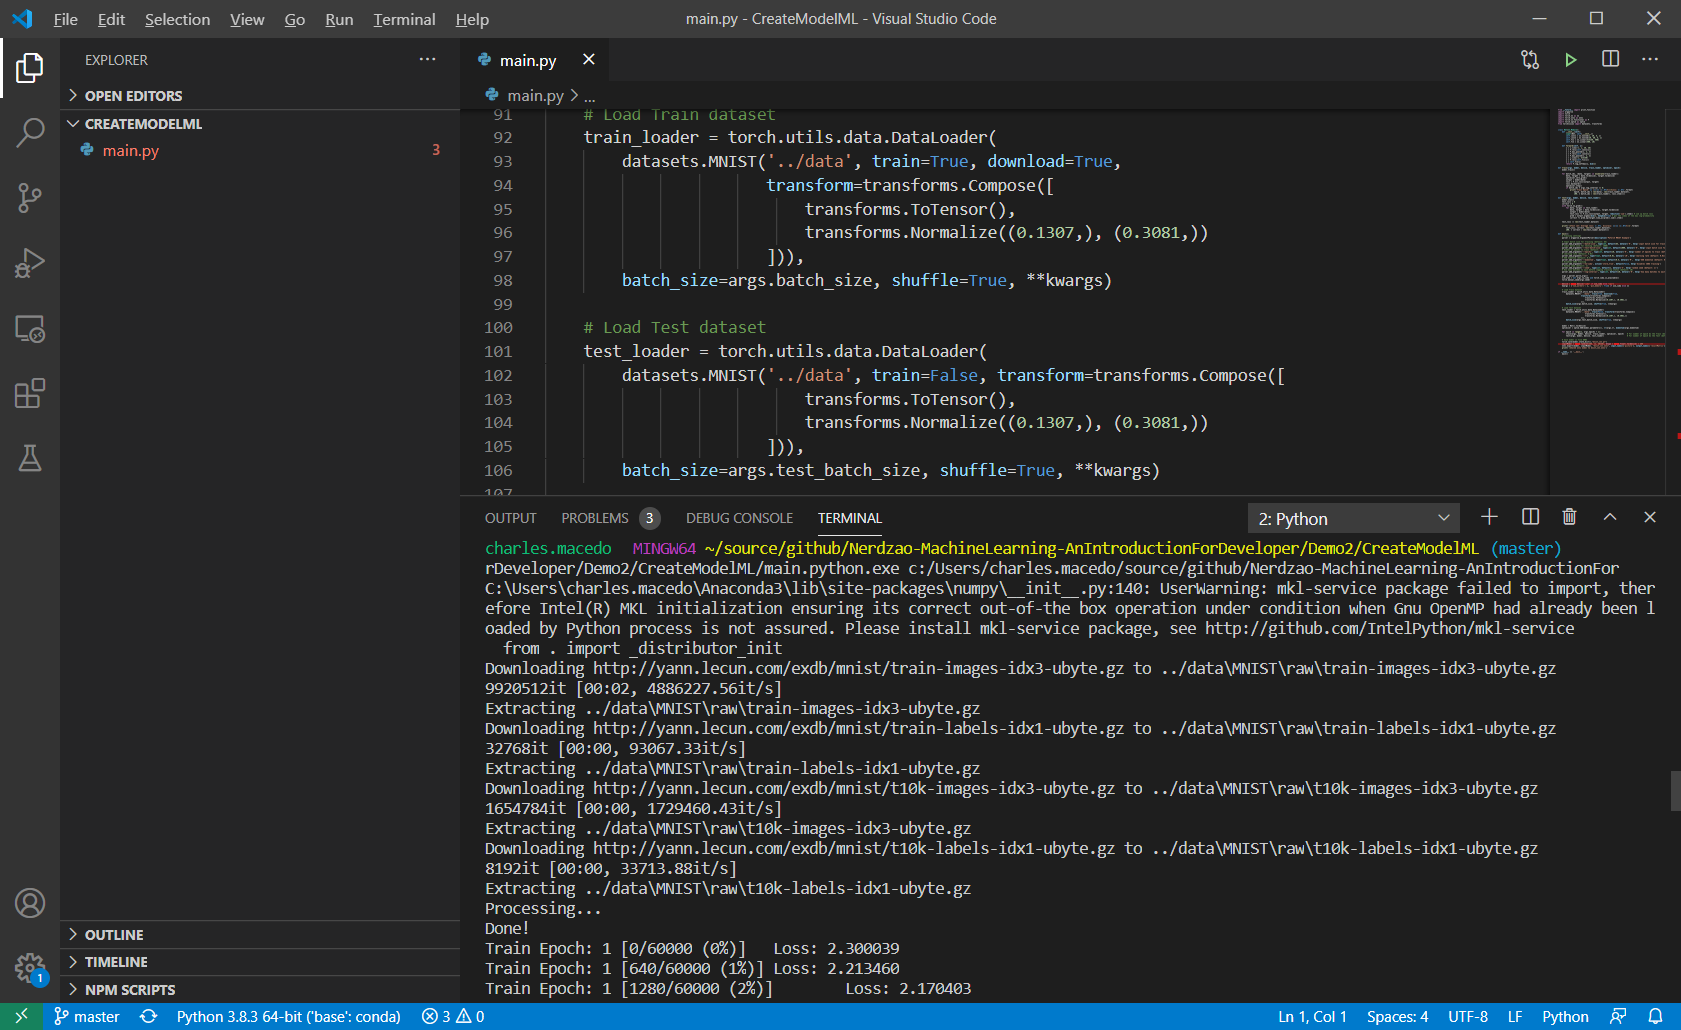 File Edit Selection View Go Run Terminal Help
main.py - CreateModelML - Visual Studio Code
EXPLORER
OPEN EDITORS
CREATEMODELML
main.py 3
OUTLINE
TIMELINE
NPM SCRIPTS
1
main.py
main.py > ...
91 # Load Train dataset
92 train_loader = torch.utils.data.DataLoader(
93 datasets.MNIST('../data', train=True, download=True,
94 transform=transforms.Compose([
95 transforms.ToTensor(),
96 transforms.Normalize((0.1307,), (0.3081,))
97 ])),
98 batch_size=args.batch_size, shuffle=True, **kwargs)
99
100 # Load Test dataset
101 test_loader = torch.utils.data.DataLoader(
102 datasets.MNIST('../data', train=False, transform=transforms.Compose([
103 transforms.ToTensor(),
104 transforms.Normalize((0.1307,), (0.3081,))
105 ])),
106 batch_size=args.test_batch_size, shuffle=True, **kwargs)
107
OUTPUT PROBLEMS 3 DEBUG CONSOLE TERMINAL 2: Python
charles.macedo MINGW64 ~/source/github/Nerdzao-MachineLearning-AnIntroductionForDeveloper/Demo2/CreateModelML (master)
rDeveloper/Demo2/CreateModelML/main.python.exe c:/Users/charles.macedo/source/github/Nerdzao-MachineLearning-AnIntroductionFor
C:\Users\charles.macedo\Anaconda3\lib\site-packages\numpy\__init__.py:140: UserWarning: mkl-service package failed to import, ther
efore Intel(R) MKL initialization ensuring its correct out-of-the box operation under condition when Gnu OpenMP had already been l
oaded by Python process is not assured. Please install mkl-service package, see http://github.com/IntelPython/mkl-service
from . import _distributor_init
Downloading http://yann.lecun.com/exdb/mnist/train-images-idx3-ubyte.gz to ../data\MNIST\raw\train-images-idx3-ubyte.gz
9920512it [00:02, 4886227.56it/s]
Extracting ../data\MNIST\raw\train-images-idx3-ubyte.gz
Downloading http://yann.lecun.com/exdb/mnist/train-labels-idx1-ubyte.gz to ../data\MNIST\raw\train-labels-idx1-ubyte.gz
32768it [00:00, 93067.33it/s]
Extracting ../data\MNIST\raw\train-labels-idx1-ubyte.gz
Downloading http://yann.lecun.com/exdb/mnist/t10k-images-idx3-ubyte.gz to ../data\MNIST\raw\t10k-images-idx3-ubyte.gz
1654784it [00:00, 1729460.43it/s]
Extracting ../data\MNIST\raw\t10k-images-idx3-ubyte.gz
Downloading http://yann.lecun.com/exdb/mnist/t10k-labels-idx1-ubyte.gz to ../data\MNIST\raw\t10k-labels-idx1-ubyte.gz
8192it [00:00, 33713.88it/s]
Extracting ../data\MNIST\raw\t10k-labels-idx1-ubyte.gz
Processing...
Done!
Train Epoch: 1 [0/60000 (0%)] Loss: 2.300039
Train Epoch: 1 [640/60000 (1%)] Loss: 2.213460
Train Epoch: 1 [1280/60000 (2%)] Loss: 2.170403
master Python 3.8.3 64-bit ('base': conda) 3 0 Ln 1, Col 1 Spaces: 4 UTF-8 LF Python